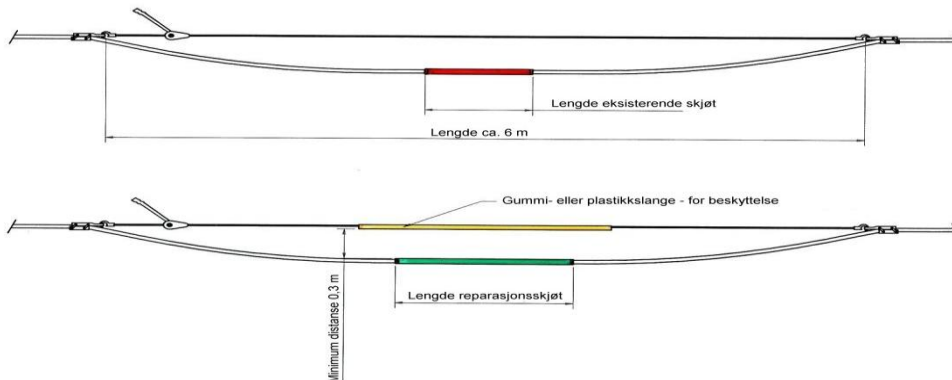 Lengde eksisterende skjøt
Lengde ca. 6 m
Gummi- eller plastikkslange - for beskyttelse
Lengde reparasjonsskjøt
Minimum distanse 0,3 m